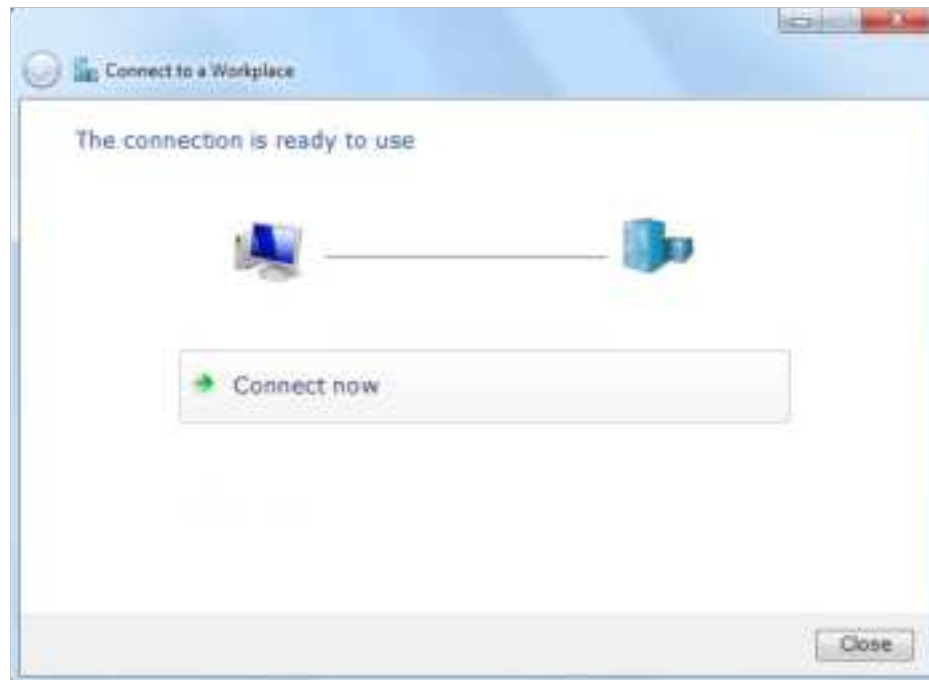 Connect to a Workplace
The connection is ready to use
Connect now
Close